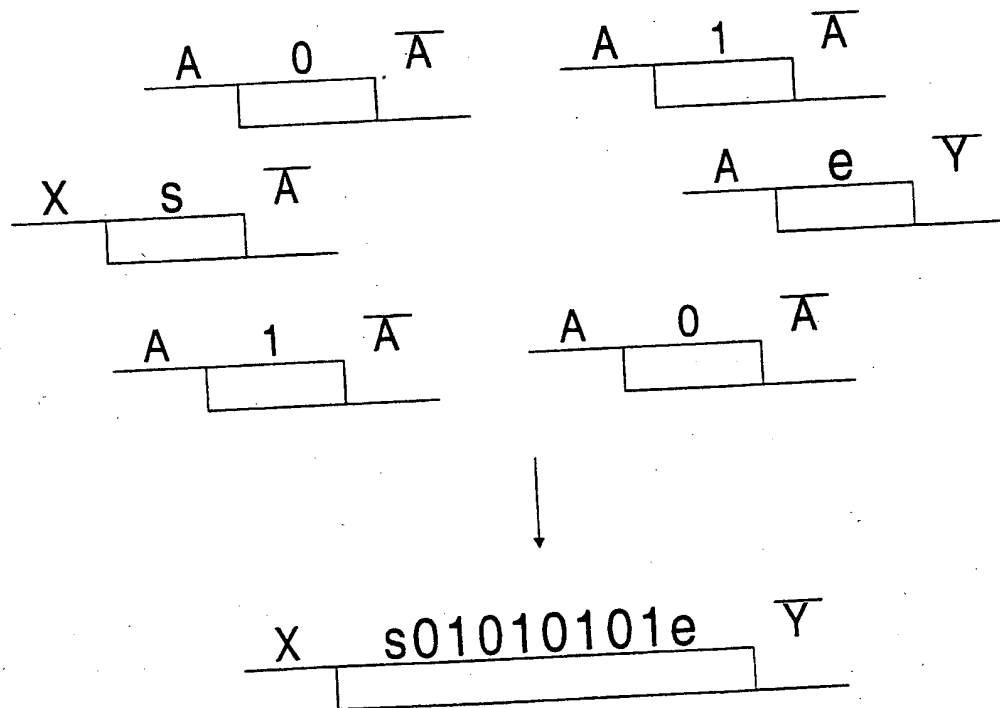 A 0 A̅ A 1 A̅
X s A̅ A e Y̅
A 1 A̅ A 0 A̅
X s01010101e Y̅